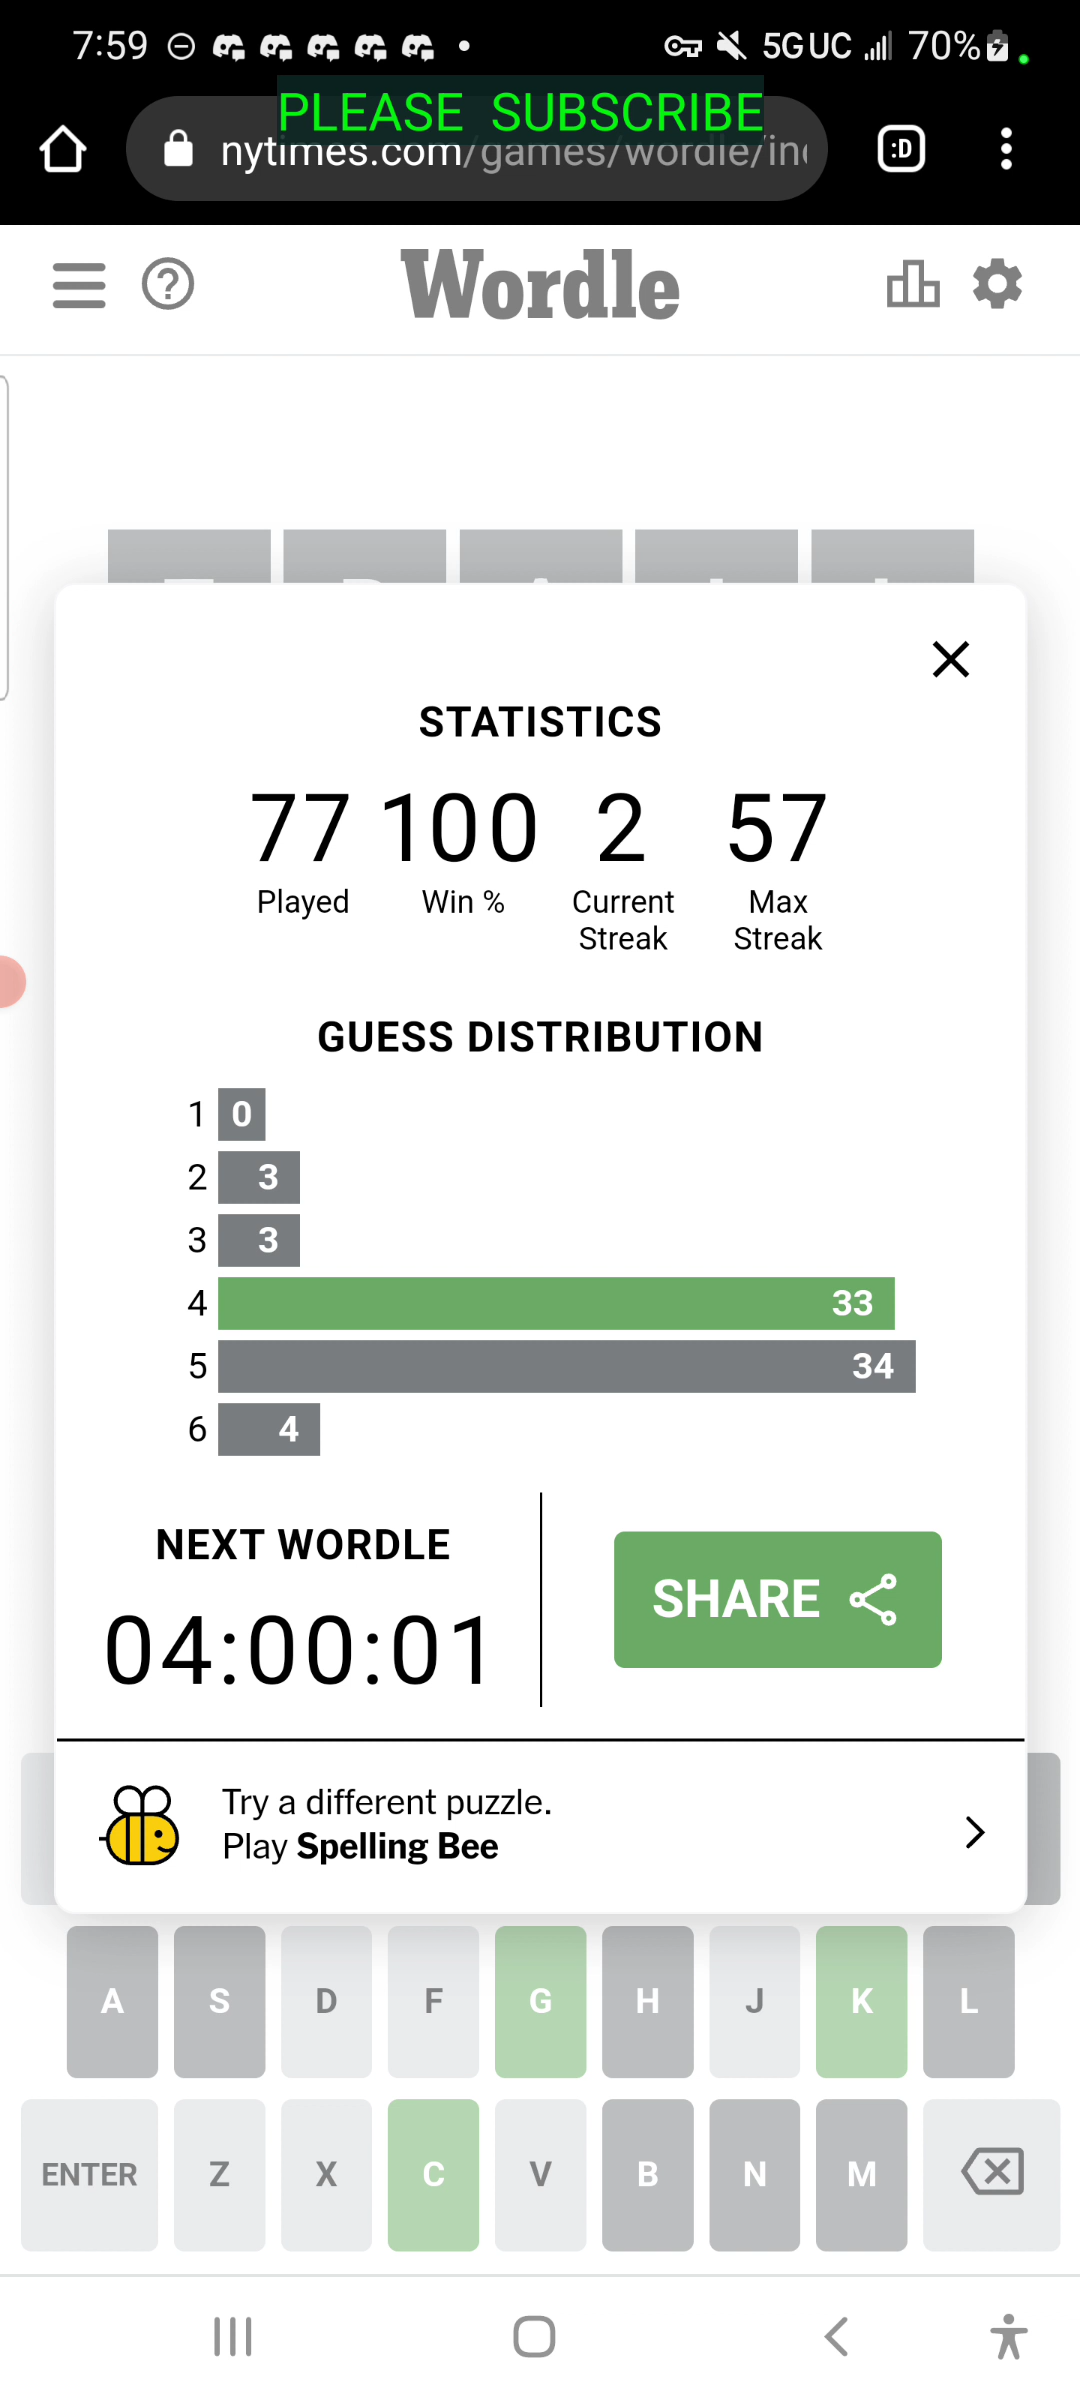 7:59 5G UC 70%
PLEASE SUBSCRIBE
nytimes.com/games/wordle/in
:D
Wordle
STATISTICS
77 100 2 57
Played Win % Current Streak Max Streak
GUESS DISTRIBUTION
1 0
2 3
3 3
4 33
5 34
6 4
NEXT WORDLE
SHARE
04:00:01
Try a different puzzle.
Play Spelling Bee
A S D F G H J K L
ENTER Z X C V B N M